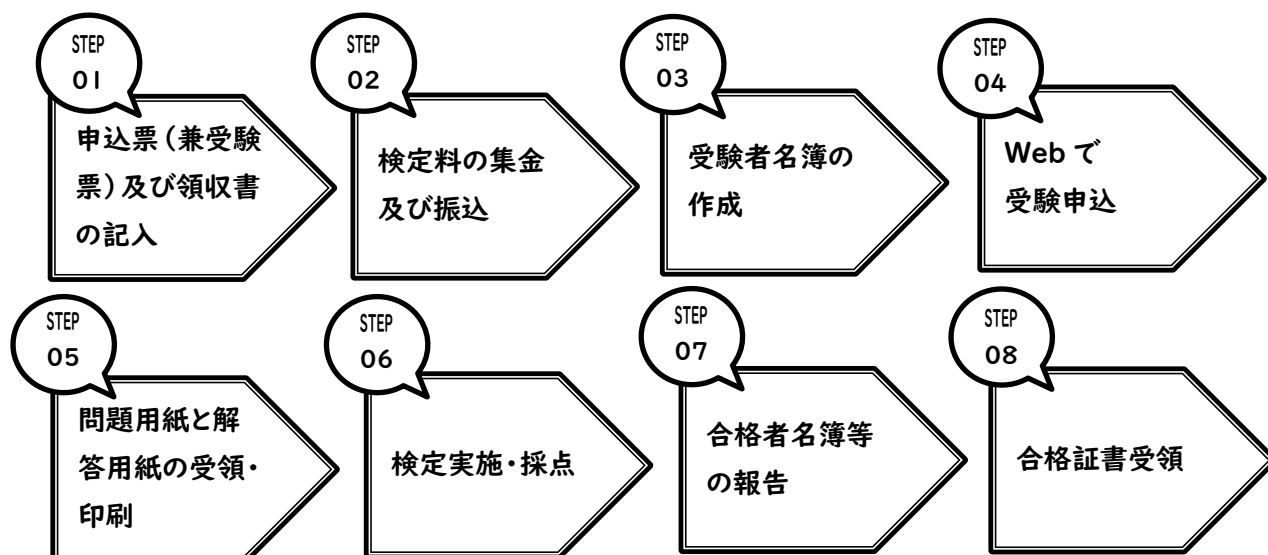 STEP
01
申込票(兼受験
票)及び領収書
の記入
STEP
02
検定料の集金
及び振込
STEP
03
受験者名簿の
作成
STEP
04
Web で
受験申込
STEP
05
問題用紙と解
答用紙の受領・
印刷
STEP
06
検定実施・採点
STEP
07
合格者名簿等
の報告
STEP
08
合格証書受領